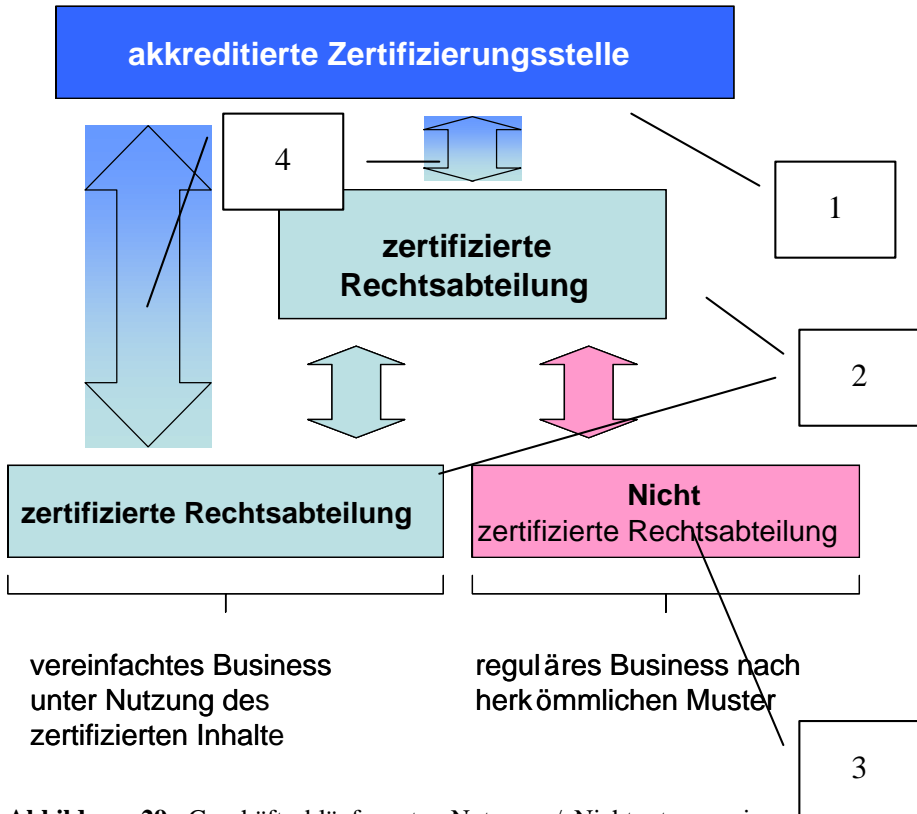 akkreditierte Zertifizierungsstelle
4
1
zertifizierte
Rechtsabteilung
2
zertifizierte Rechtsabteilung
Nicht
zertifizierte Rechtsabteilung
vereinfachtes Business
unter Nutzung des
zertifizierten Inhalte
reguläres Business nach
herkömmlichen Muster
3